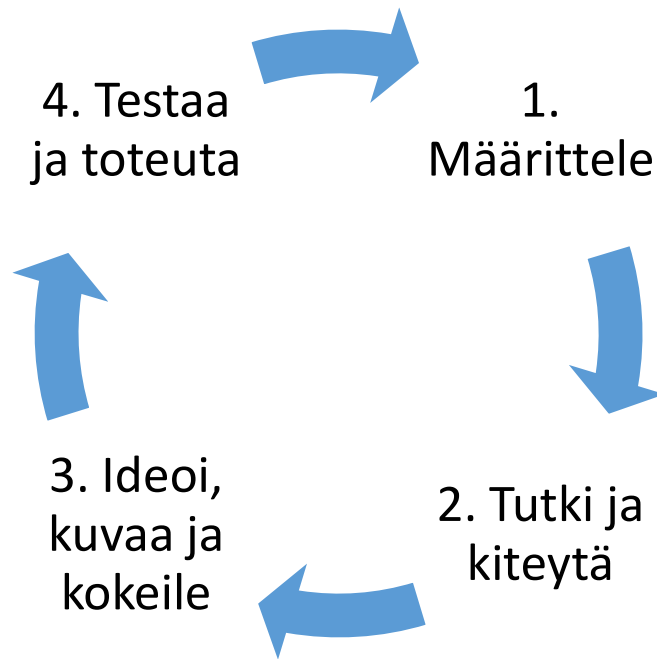 1.
Määrittele
2. Tutki ja
kiteytä
3. Ideoi,
kuvaa ja
kokeile
4. Testaa
ja toteuta